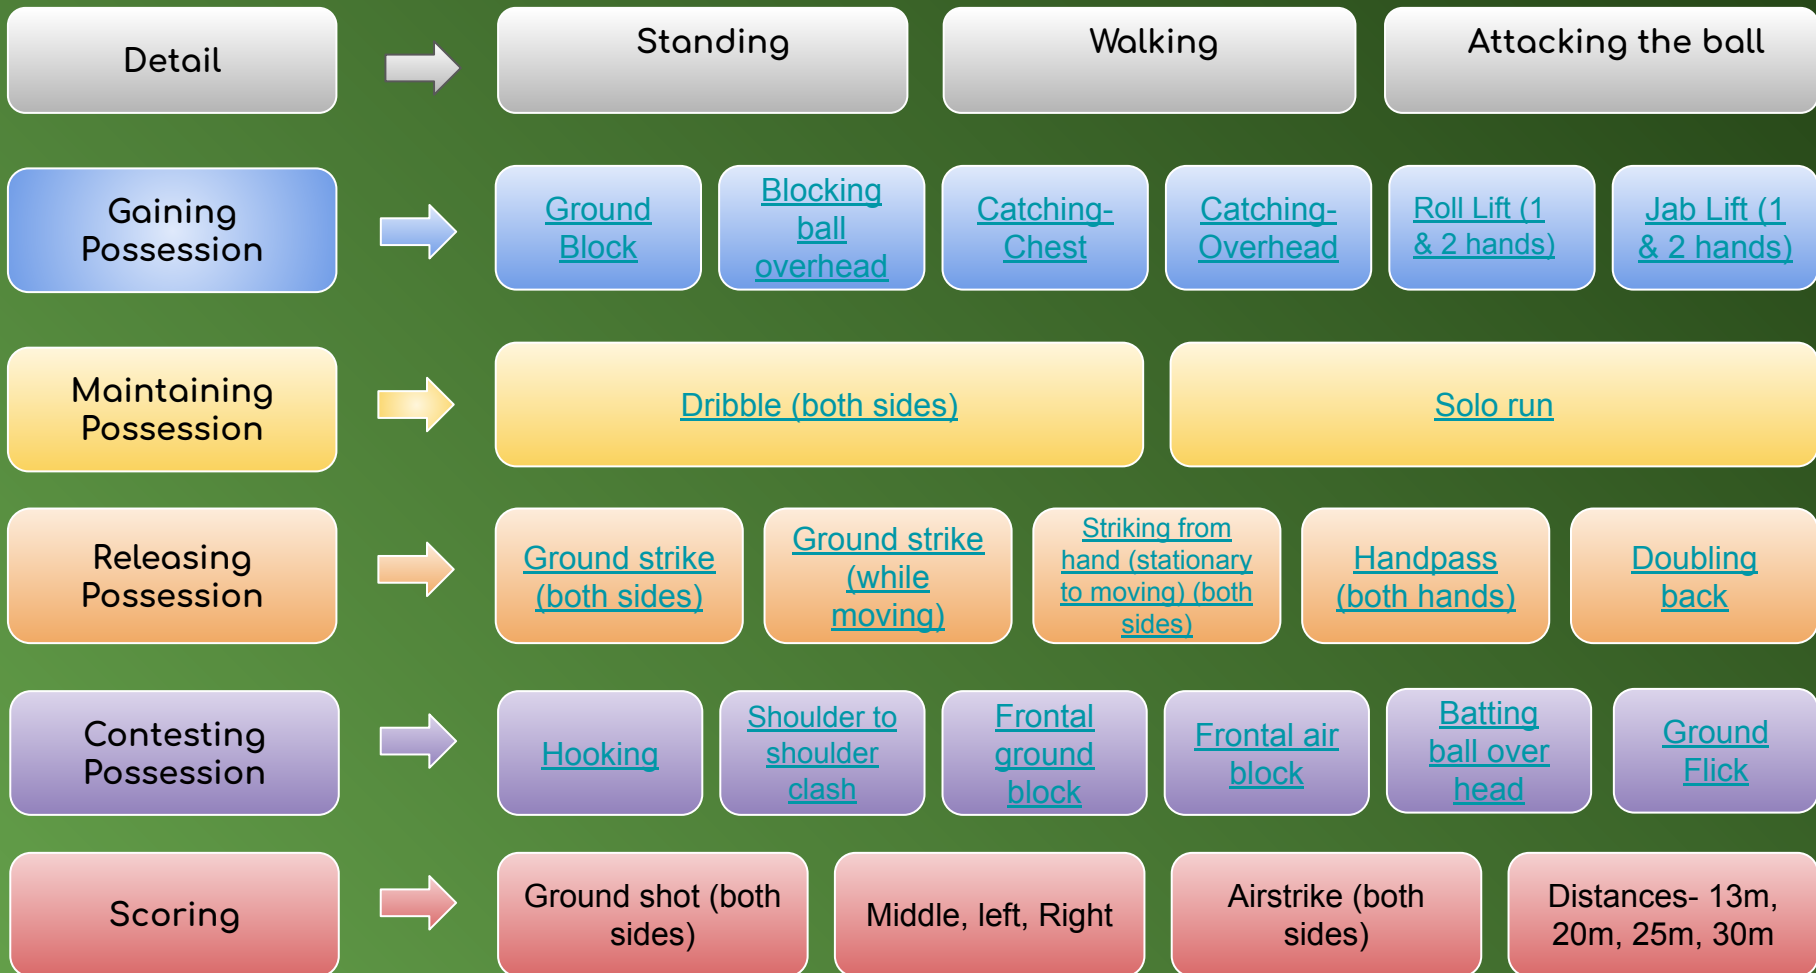 Detail
Standing
Walking
Attacking the ball
Gaining
Possession
Ground
Block
Blocking
ball
overhead
Catching-
Chest
Catching-
Overhead
Roll Lift (1
& 2 hands)
Jab Lift (1
& 2 hands)
Maintaining
Possession
Dribble (both sides)
Solo run
Releasing
Possession
Ground strike
(both sides)
Ground strike
(while
moving)
Striking from
hand (stationary
to moving) (both
sides)
Handpass
(both hands)
Doubling
back
Contesting
Possession
Hooking
Shoulder to
shoulder
clash
Frontal
ground
block
Frontal air
block
Batting
ball over
head
Ground
Flick
Scoring
Ground shot (both
sides)
Middle, left, Right
Airstrike (both
sides)
Distances- 13m,
20m, 25m, 30m